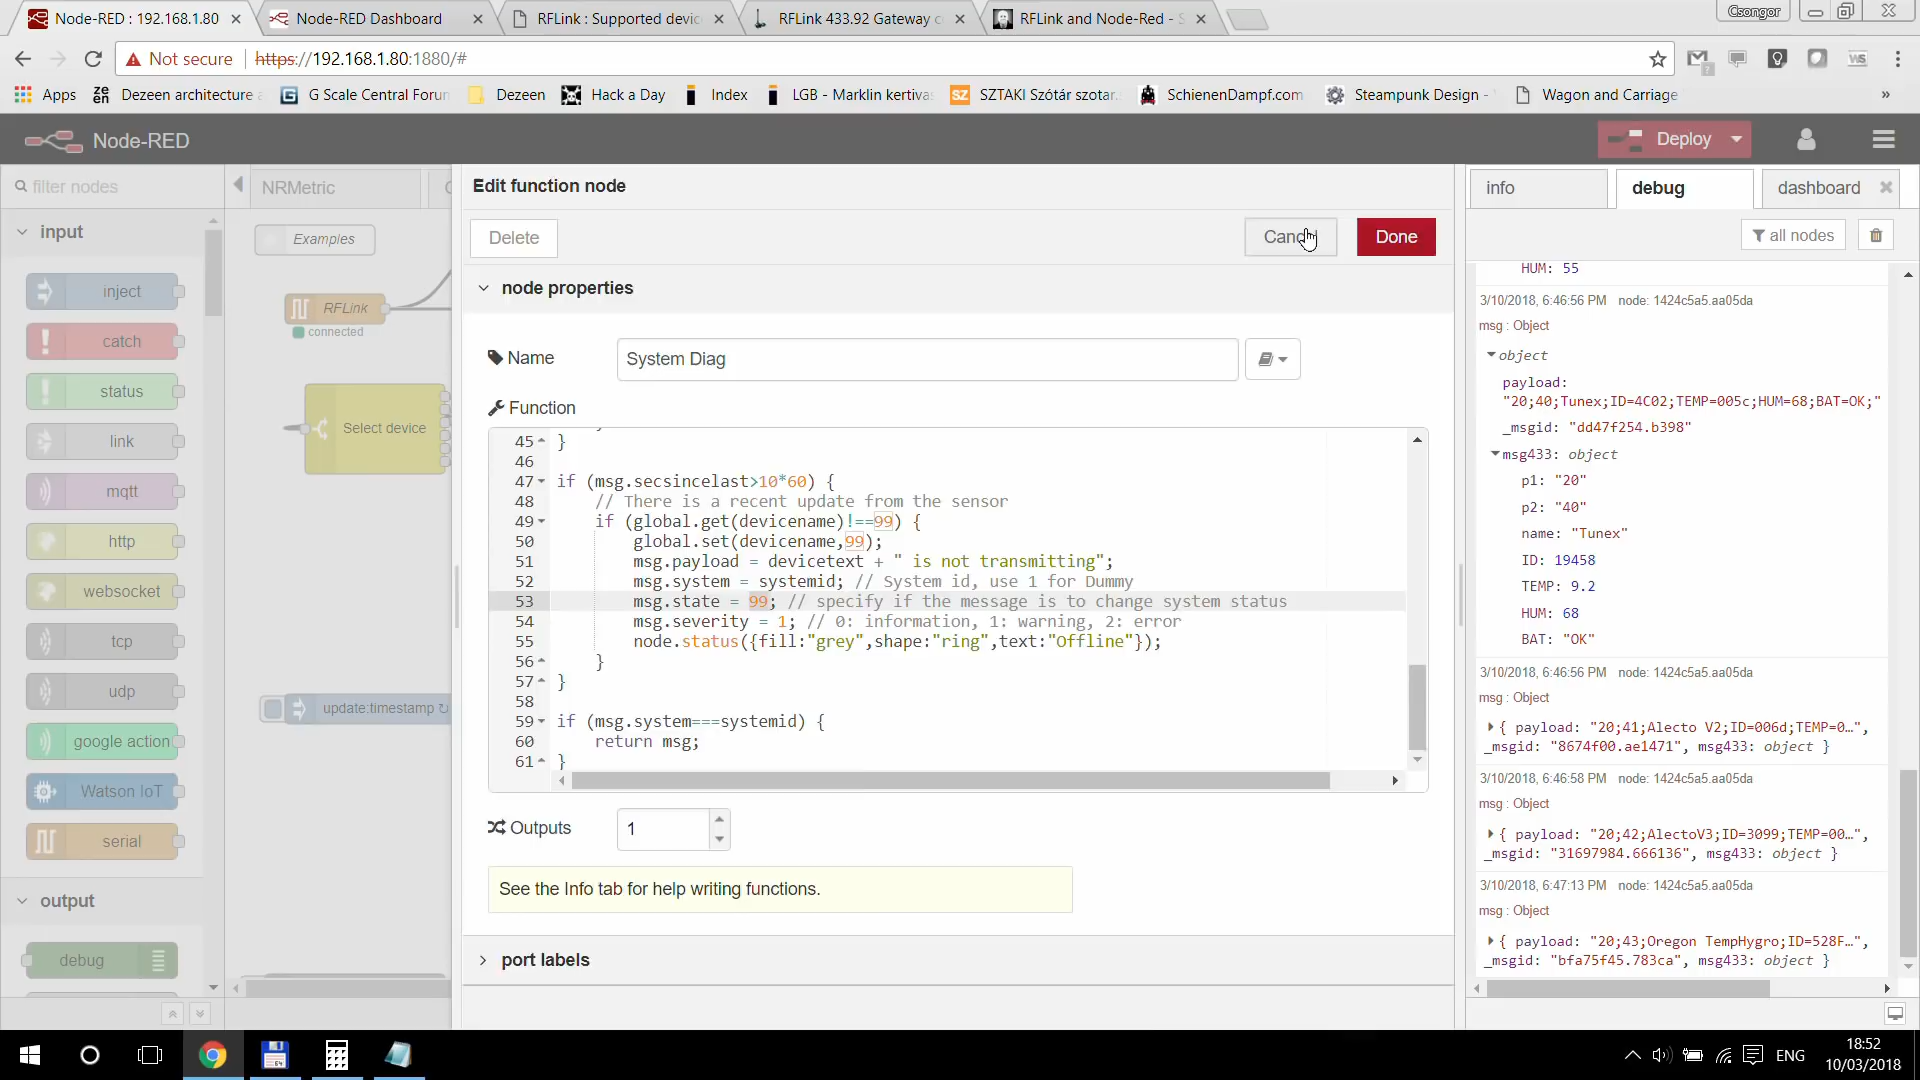 Node-RED : 192.168.1.80
Node-RED Dashboard
RFLink : Supported devic
RFLink 433.92 Gateway c
RFLink and Node-Red - S
Csongor
Not secure
https://192.168.1.80:1880/#
Apps
Dezeen architecture
G Scale Central Forum
Dezeen
Hack a Day
Index
LGB - Marklin kertiva
SZTAKI Szótár szotar.
SchienenDampf.com
Steampunk Design -
Wagon and Carriage
»
Node-RED
Deploy
filter nodes
input
inject
catch
status
link
mqtt
http
websocket
tcp
udp
google action
Watson IoT
serial
output
debug
NRMetric
Examples
RFLink
connected
Select device
update:timestamp ↻
Edit function node
Delete
Cancel
Done
node properties
Name
System Diag
Function
45 }
46
47 if (msg.secsincelast>10*60) {
48 // There is a recent update from the sensor
49 if (global.get(devicename)!==99) {
50 global.set(devicename,99);
51 msg.payload = devicetext + " is not transmitting";
52 msg.system = systemid; // System id, use 1 for Dummy
53 msg.state = 99; // specify if the message is to change system status
54 msg.severity = 1; // 0: information, 1: warning, 2: error
55 node.status({fill:"grey",shape:"ring",text:"Offline"});
56 }
57 }
58
59 if (msg.system===systemid) {
60 return msg;
61 }
Outputs
1
See the Info tab for help writing functions.
port labels
info
debug
dashboard
all nodes
HUM: 55
3/10/2018, 6:46:56 PM node: 1424c5a5.aa05da
msg : Object
object
payload:
"20;40;Tunex;ID=4C02;TEMP=005c;HUM=68;BAT=OK;"
_msgid: "dd47f254.b398"
msg433: object
p1: "20"
p2: "40"
name: "Tunex"
ID: 19458
TEMP: 9.2
HUM: 68
BAT: "OK"
3/10/2018, 6:46:56 PM node: 1424c5a5.aa05da
msg : Object
{ payload: "20;41;Alecto V2;ID=006d;TEMP=0…",
_msgid: "8674f00.ae1471", msg433: object }
3/10/2018, 6:46:58 PM node: 1424c5a5.aa05da
msg : Object
{ payload: "20;42;AlectoV3;ID=3099;TEMP=00…",
_msgid: "31697984.666136", msg433: object }
3/10/2018, 6:47:13 PM node: 1424c5a5.aa05da
msg : Object
{ payload: "20;43;Oregon TempHygro;ID=528F…",
_msgid: "bfa75f45.783ca", msg433: object }
ENG
18:52
10/03/2018